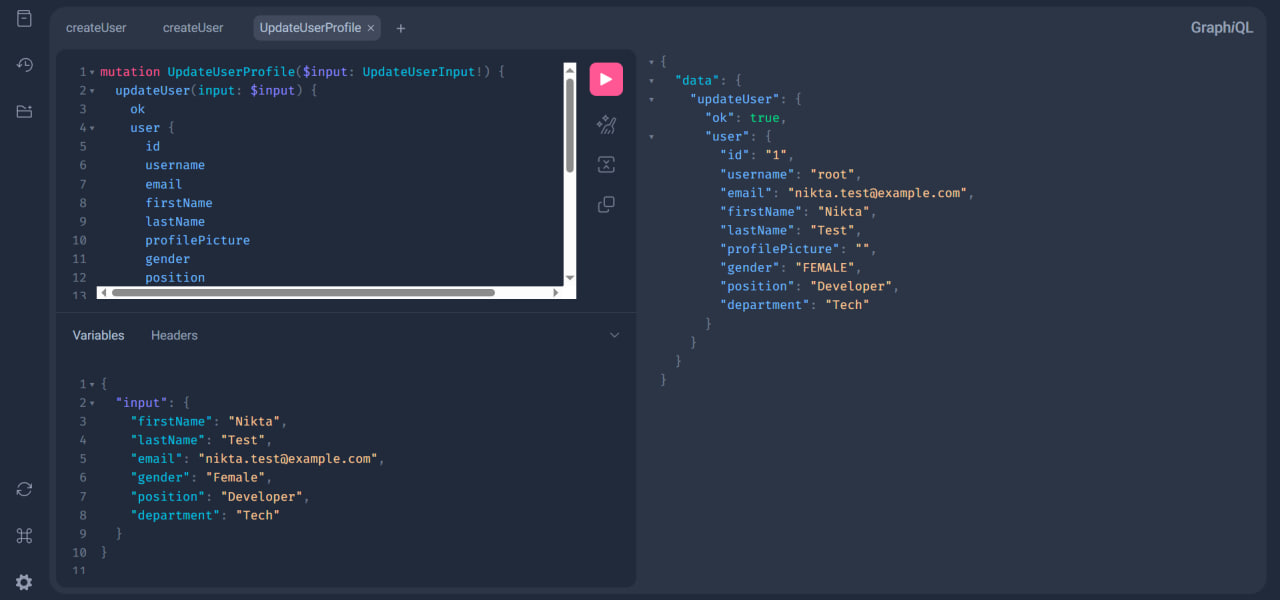 createUser
createUser
UpdateUserProfile ×
+
GraphiQL
1 mutation UpdateUserProfile($input: UpdateUserInput!) {
2 updateUser(input: $input) {
3 ok
4 user {
5 id
6 username
7 email
8 firstName
9 lastName
10 profilePicture
11 gender
12 position
13
Variables
Headers
1 {
2 "input": {
3 "firstName": "Nikta",
4 "lastName": "Test",
5 "email": "nikta.test@example.com",
6 "gender": "Female",
7 "position": "Developer",
8 "department": "Tech"
9 }
10 }
11
{
"data": {
"updateUser": {
"ok": true,
"user": {
"id": "1",
"username": "root",
"email": "nikta.test@example.com",
"firstName": "Nikta",
"lastName": "Test",
"profilePicture": "",
"gender": "FEMALE",
"position": "Developer",
"department": "Tech"
}
}
}
}